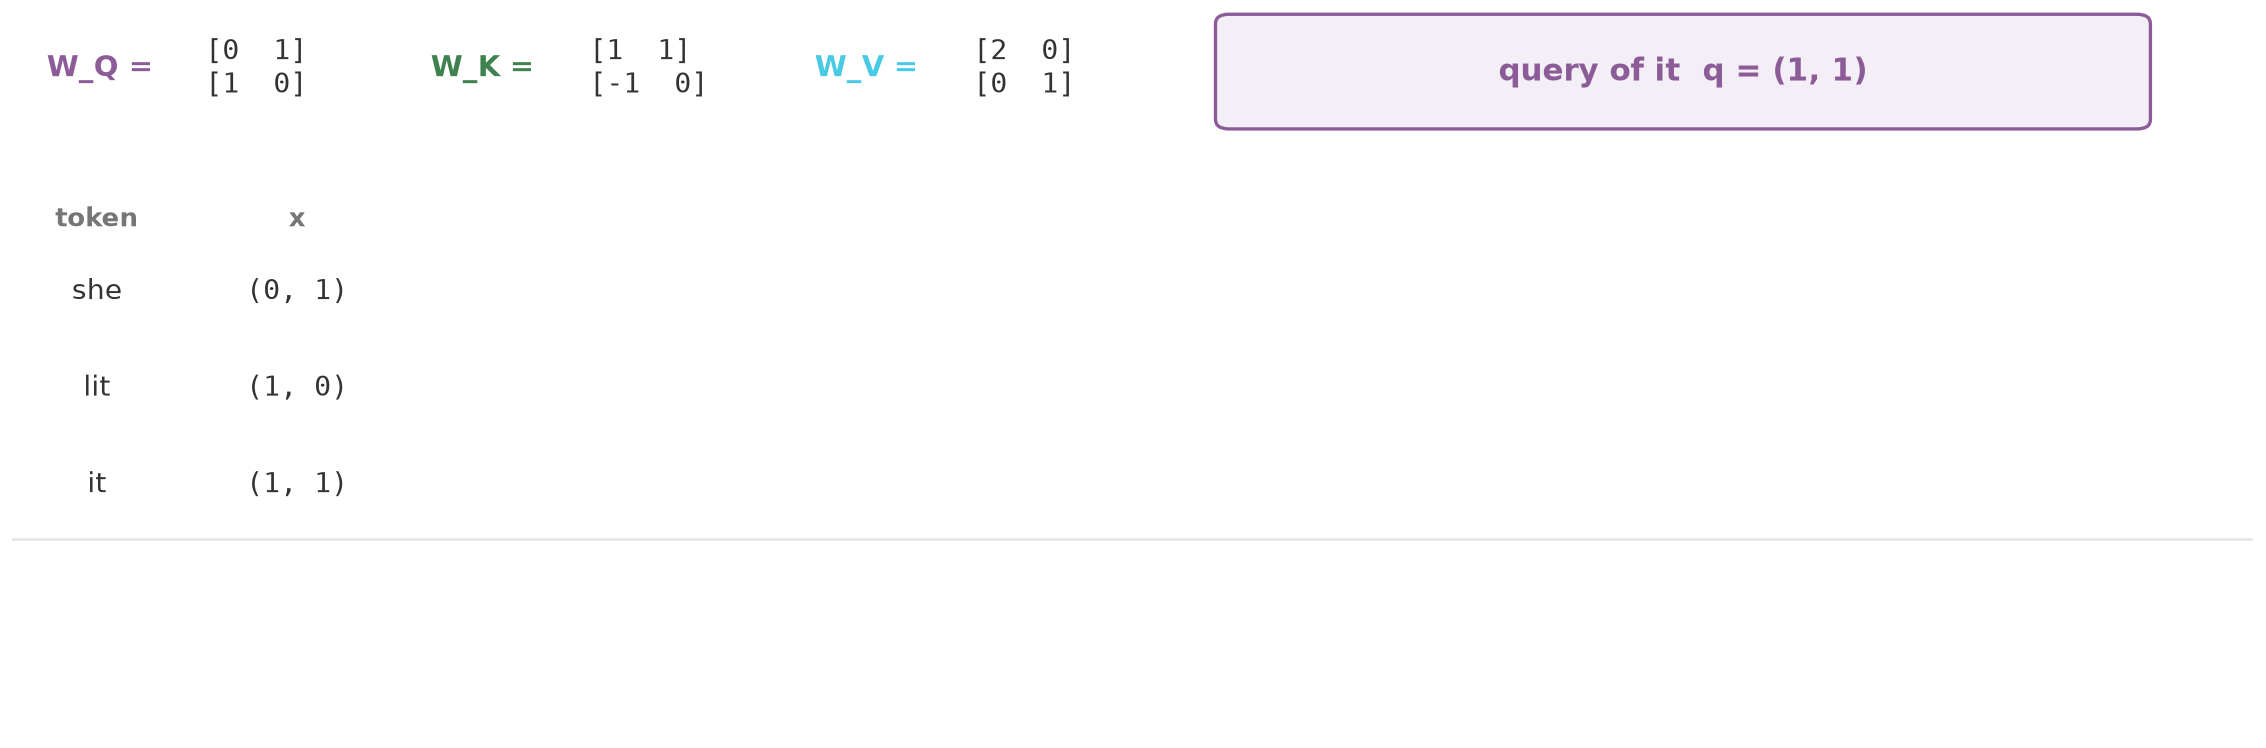 W_Q = [0 1] W_K = [1 1] W_V = [2 0] query of it q = (1, 1)
[1 0] [-1 0] [0 1]
token x
she (0, 1)
lit (1, 0)
it (1, 1)